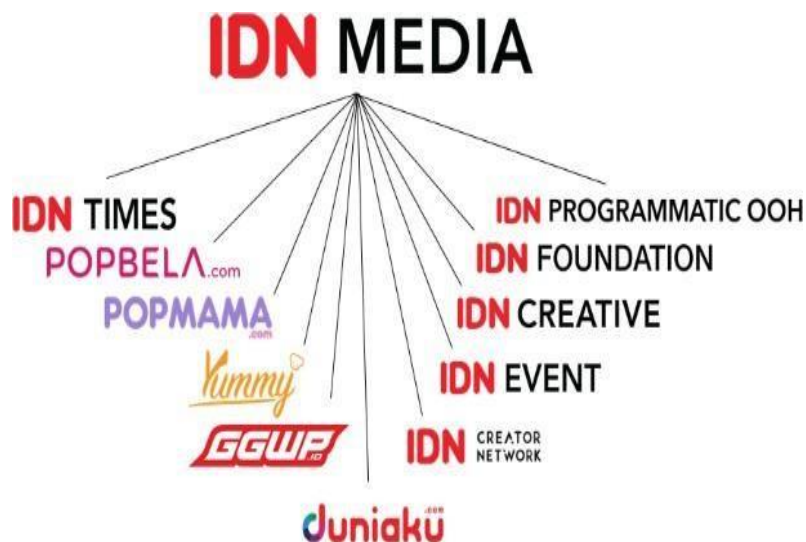 IDN MEDIA
IDN TIMES
POPBELA.com
POPMAMA
.com
Yummy
GGWP
.ID
duniaku
.com
IDN PROGRAMMATIC OOH
IDN FOUNDATION
IDN CREATIVE
IDN EVENT
IDN CREATOR
NETWORK